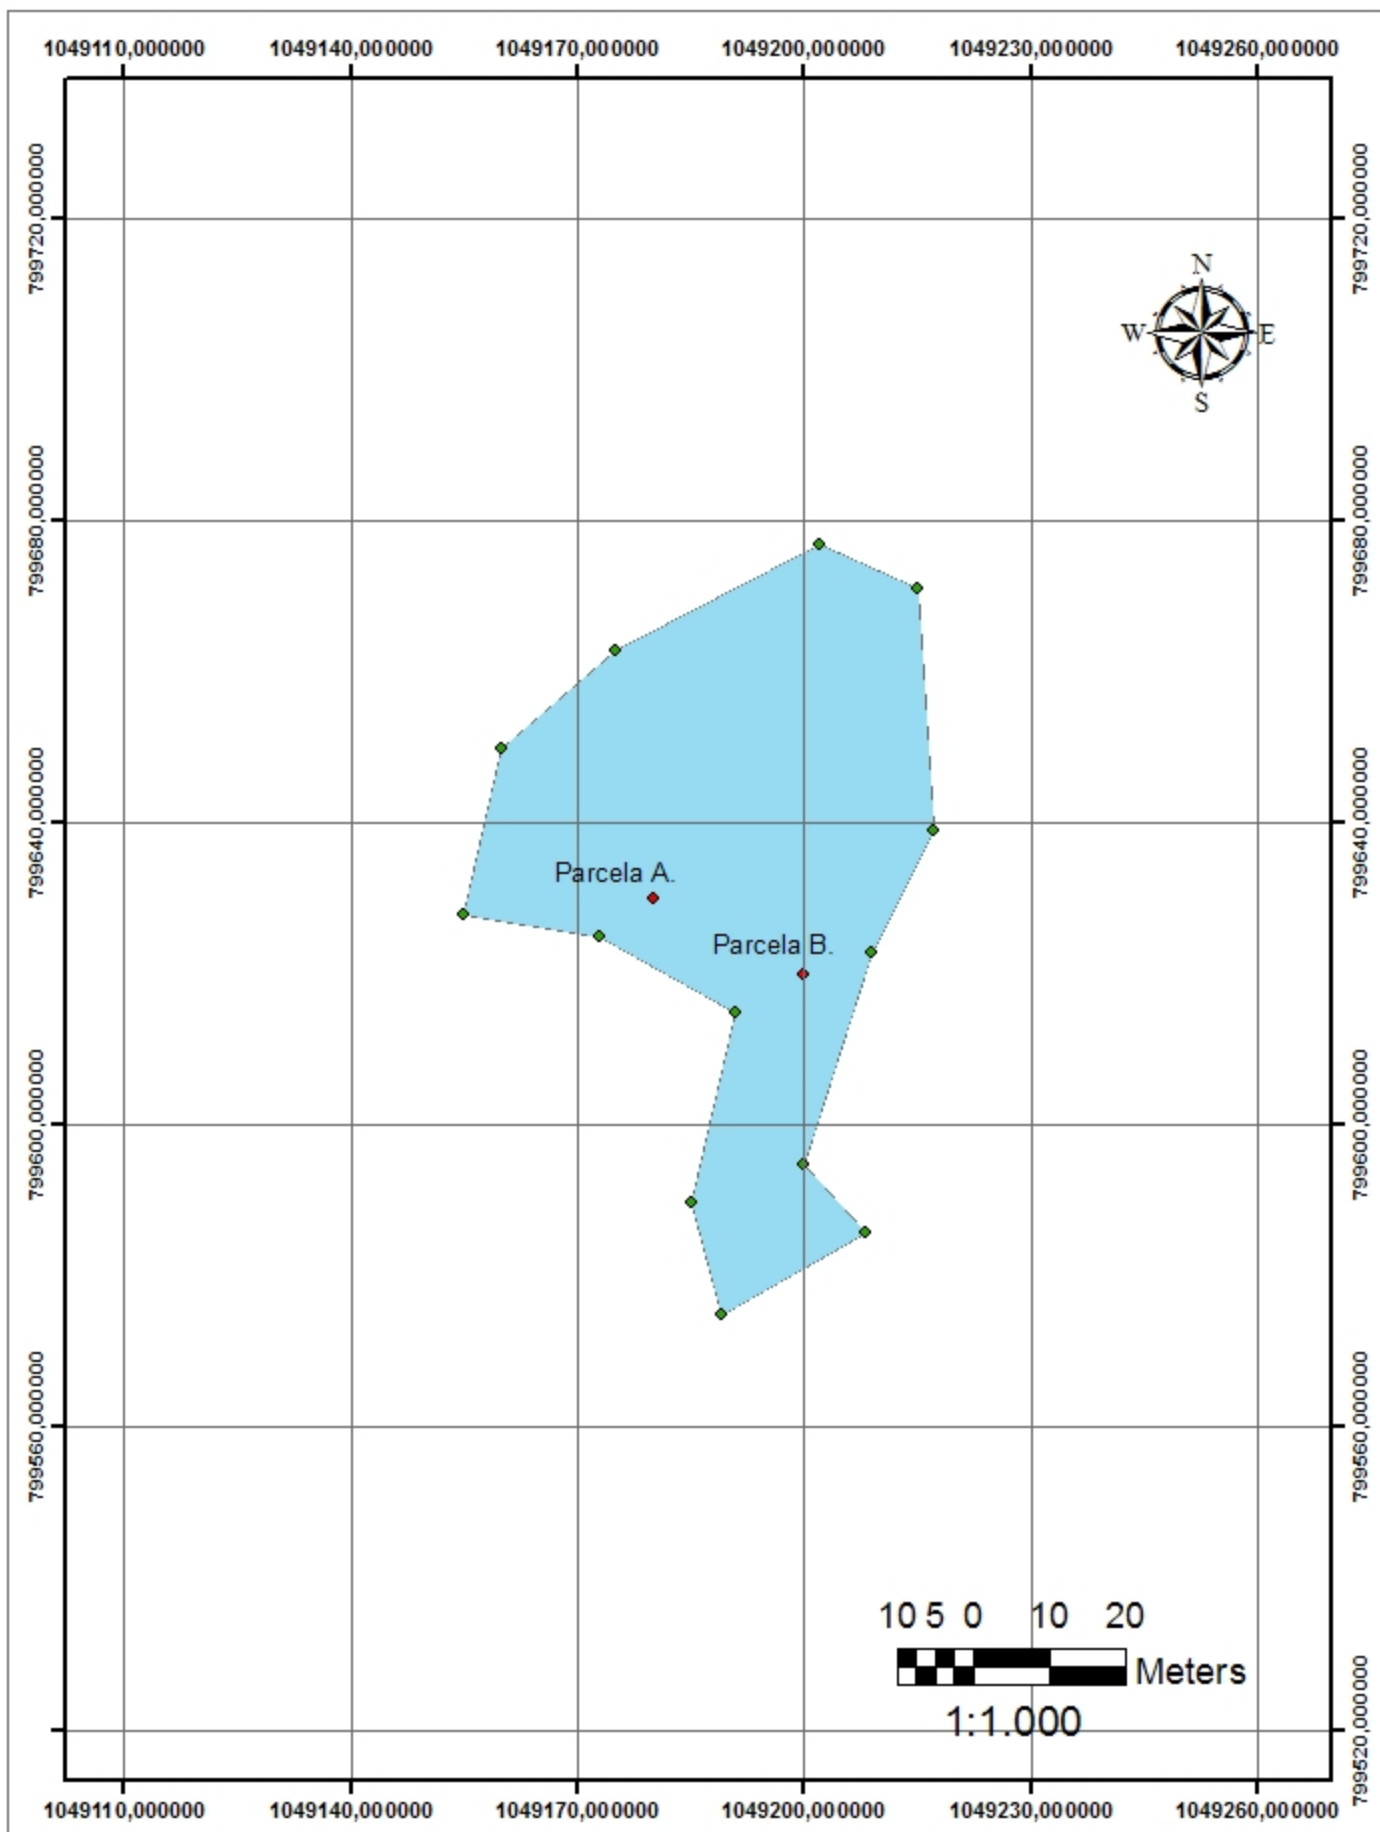 1049110,000000 1049140,000000 1049170,000000 1049200,000000 1049230,000000 1049260,000000
799720,000000 799720,000000
N
W E
S
799680,000000 799680,000000
799640,000000 799640,000000
Parcela A.
Parcela B.
799600,000000 799600,000000
799560,000000 799560,000000
10 5 0 10 20
Meters
1:1.000
799520,000000
1049110,000000 1049140,000000 1049170,000000 1049200,000000 1049230,000000 1049260,000000